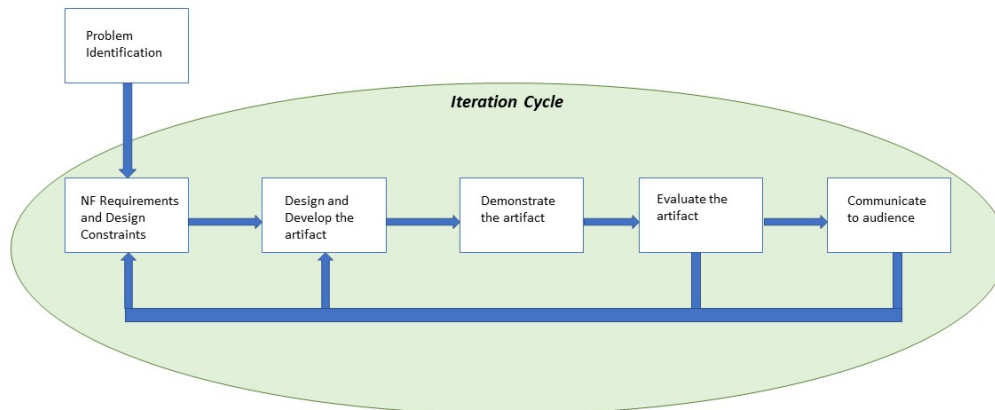 Problem
Identification
Iteration Cycle
NF Requirements
and Design
Constraints
Design and
Develop the
artifact
Demonstrate
the artifact
Evaluate the
artifact
Communicate
to audience